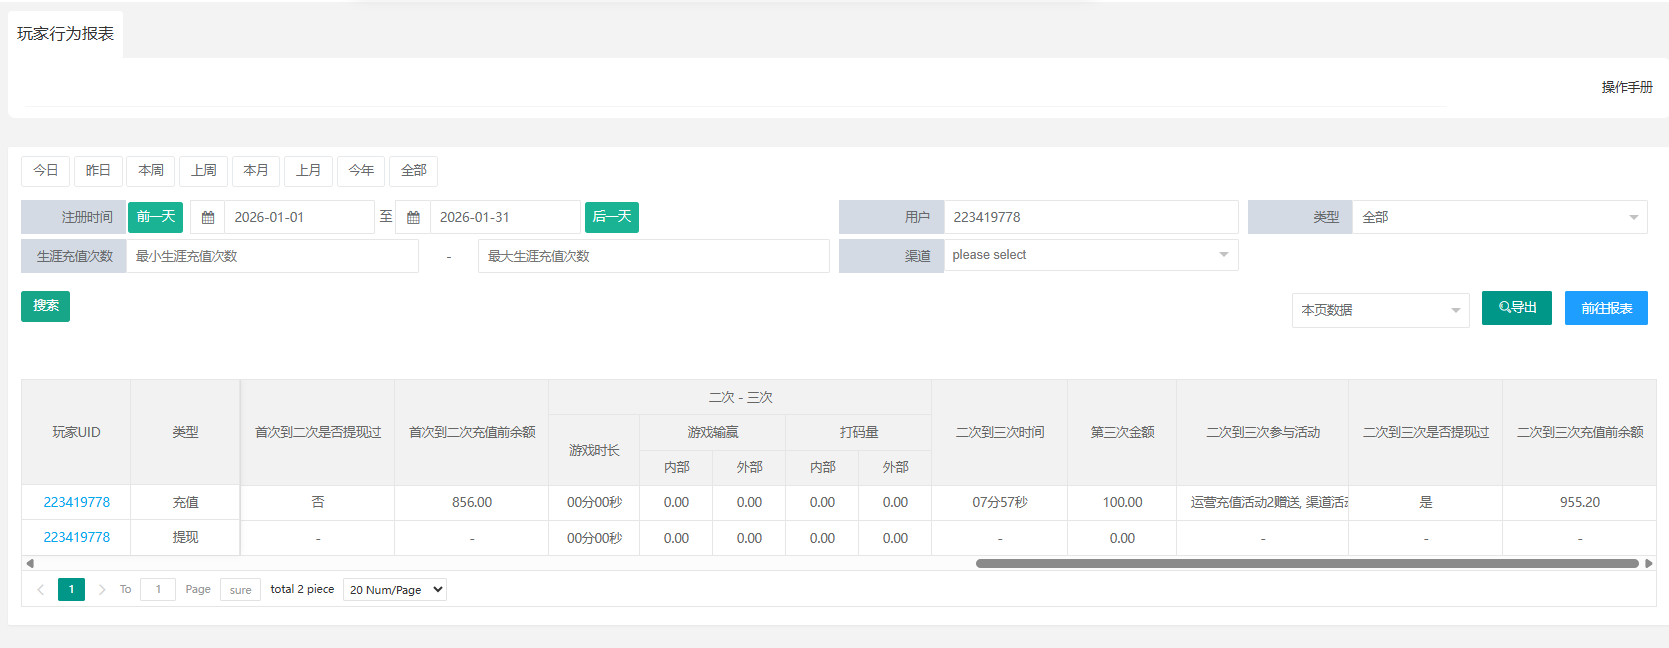 玩家行为报表
操作手册
今日 昨日 本周 上周 本月 上月 今年 全部
注册时间 前一天 2026-01-01 至 2026-01-31 后一天 用户 223419778 类型 全部
生涯充值次数 最小生涯充值次数 - 最大生涯充值次数 渠道 please select
搜索 本页数据 导出 前往报表
二次 - 三次
玩家UID 类型 首次到二次是否提现过 首次到二次充值前余额 游戏时长 游戏输赢 打码量 二次到三次时间 第三次金额 二次到三次参与活动 二次到三次是否提现过 二次到三次充值前余额
内部 外部 内部 外部
223419778 充值 否 856.00 00分00秒 0.00 0.00 0.00 0.00 07分57秒 100.00 运营充值活动2赠送, 渠道活 是 955.20
223419778 提现 - - 00分00秒 0.00 0.00 0.00 0.00 - 0.00 - - -
1 To 1 Page sure total 2 piece 20 Num/Page